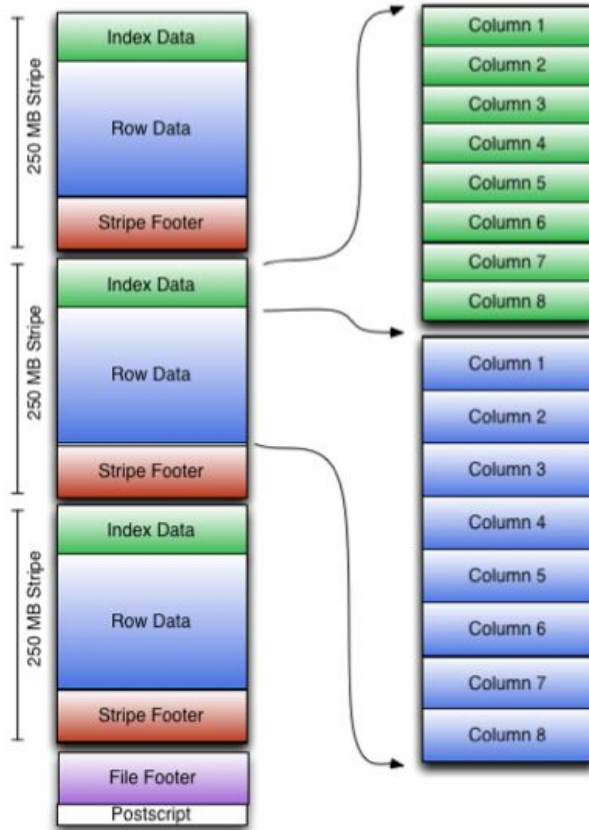 250 MB Stripe
Index Data
Row Data
Stripe Footer
250 MB Stripe
Index Data
Row Data
Stripe Footer
250 MB Stripe
Index Data
Row Data
Stripe Footer
File Footer
Postscript
Column 1
Column 2
Column 3
Column 4
Column 5
Column 6
Column 7
Column 8
Column 1
Column 2
Column 3
Column 4
Column 5
Column 6
Column 7
Column 8